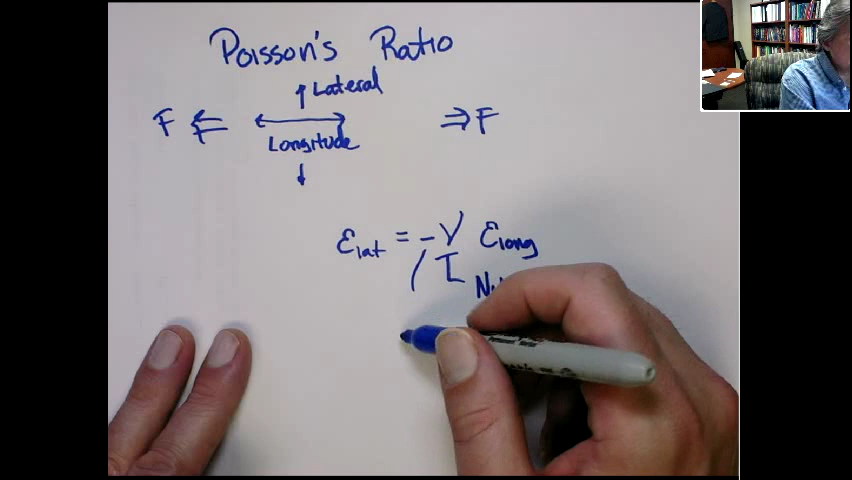 Poisson's Ratio
Lateral
F F
Longitude
εlat = -ν εlong